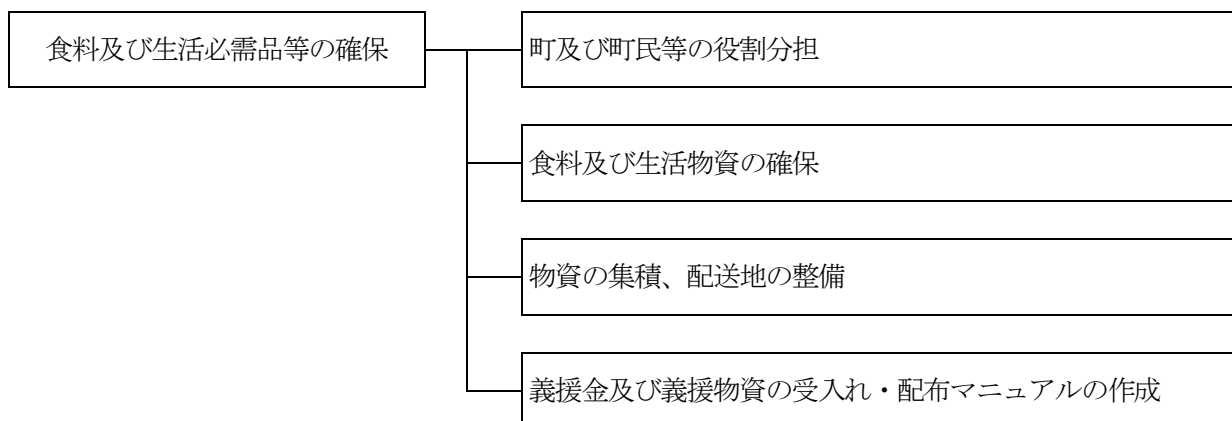 食料及び生活必需品等の確保
町及び町民等の役割分担
食料及び生活物資の確保
物資の集積、配送地の整備
義援金及び義援物資の受入れ・配布マニュアルの作成